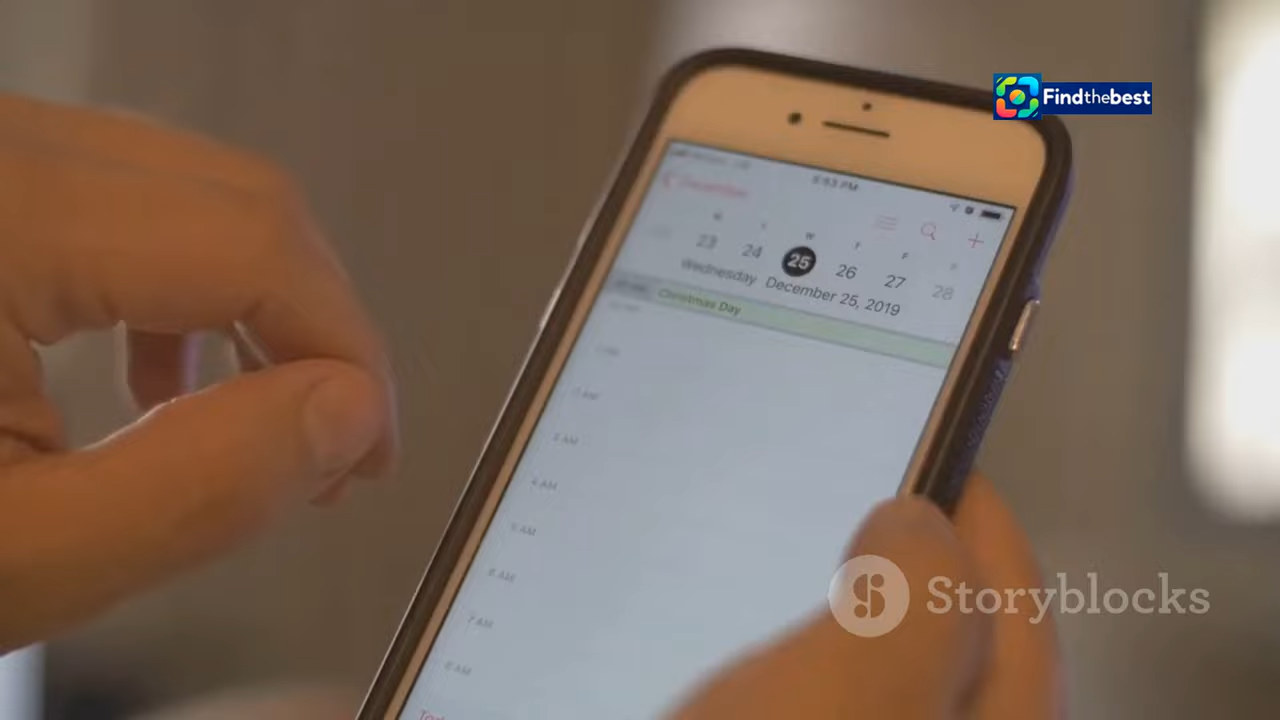 Findthebest
5:53 PM
23 24 25 26 27 28
Wednesday December 25, 2019
Christmas Day
4 AM
5 AM
6 AM
7 AM
8 AM
Storyblocks